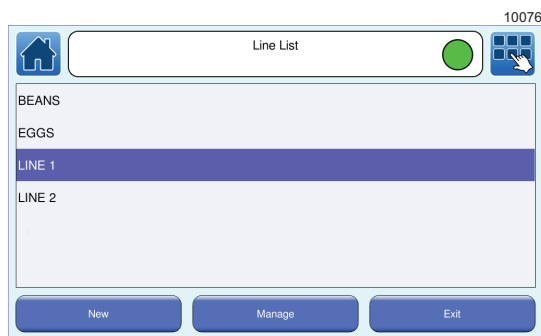 10076
Line List
BEANS
EGGS
LINE 1
LINE 2
New Manage Exit